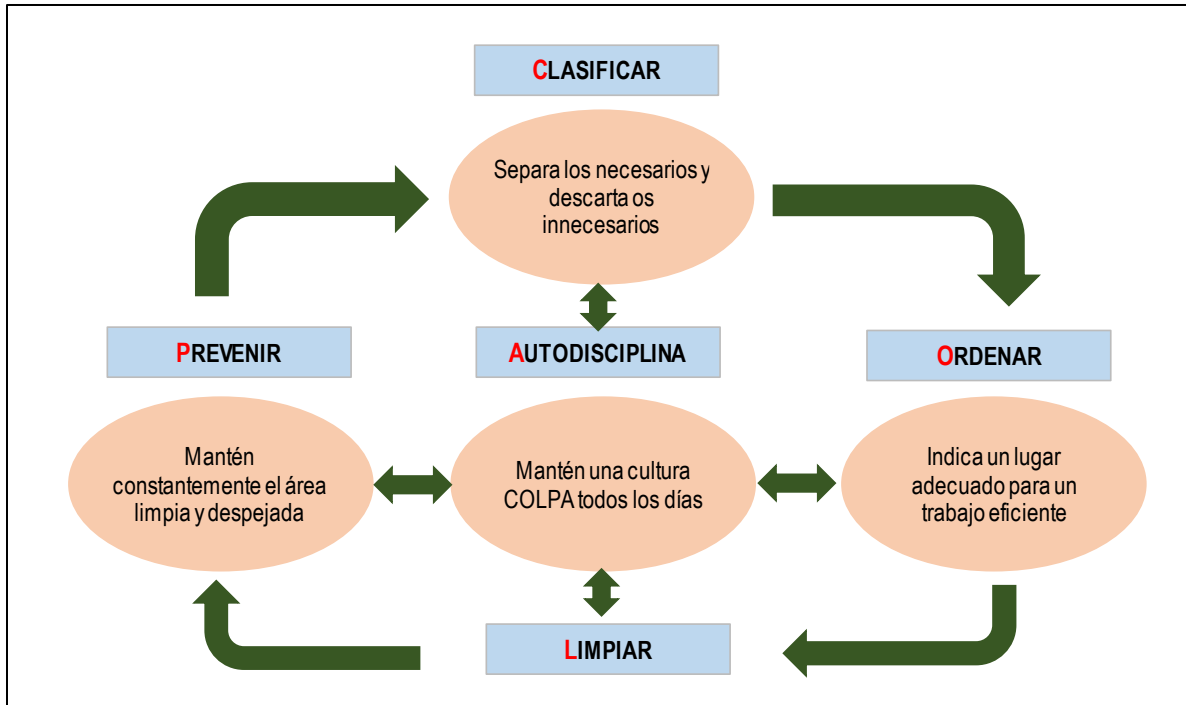 CLASIFICAR
Separa los necesarios y
descarta os
innecesarios
PREVENIR
AUTODISCIPLINA
ORDENAR
Mantén
constantemente el área
limpia y despejada
Mantén una cultura
COLPA todos los días
Indica un lugar
adecuado para un
trabajo eficiente
LIMPIAR